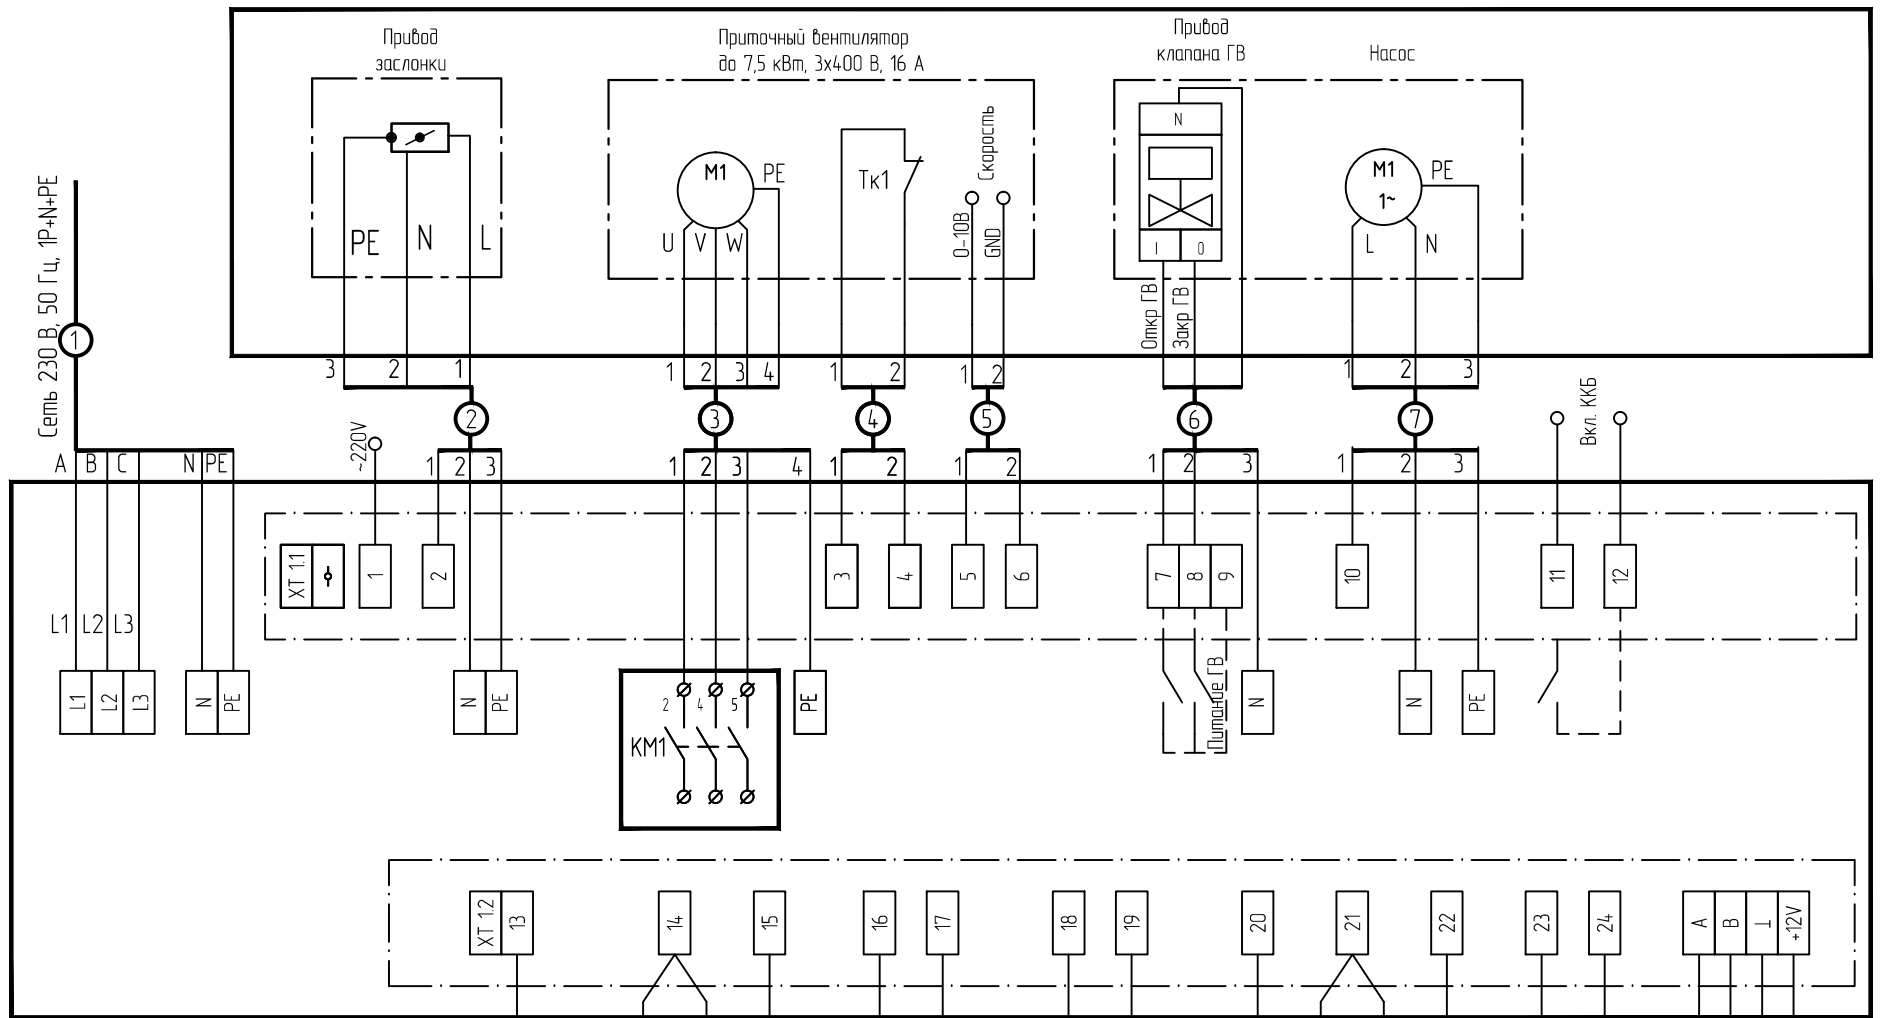 Привод
заслонки
Приточный вентилятор
до 7,5 кВт, 3х400 В, 16 А
Привод
клапана ГВ
Насос
Сеть 230 В, 50 Гц, 1P+N+PE
1
PE
N
L
M1
PE
U
V
W
Тк1
Скорость
0-10В
GND
N
I
0
Откр ГВ
Закр ГВ
M1
1~
PE
L
N
3
2
1
1
2
3
4
1
2
1
2
1
2
3
2
3
4
5
6
7
Вкл. ККБ
~220V
A
B
C
N
PE
1
2
3
1
2
3
4
1
2
1
2
1
2
3
1
2
3
XT 1.1
1
2
3
4
5
6
7
8
9
10
11
12
L1
L2
L3
L1
L2
L3
N
PE
N
PE
2
4
5
KM1
PE
Питание ГВ
N
N
PE
XT 1.2
13
14
15
16
17
18
19
20
21
22
23
24
A
B
⊥
+12V